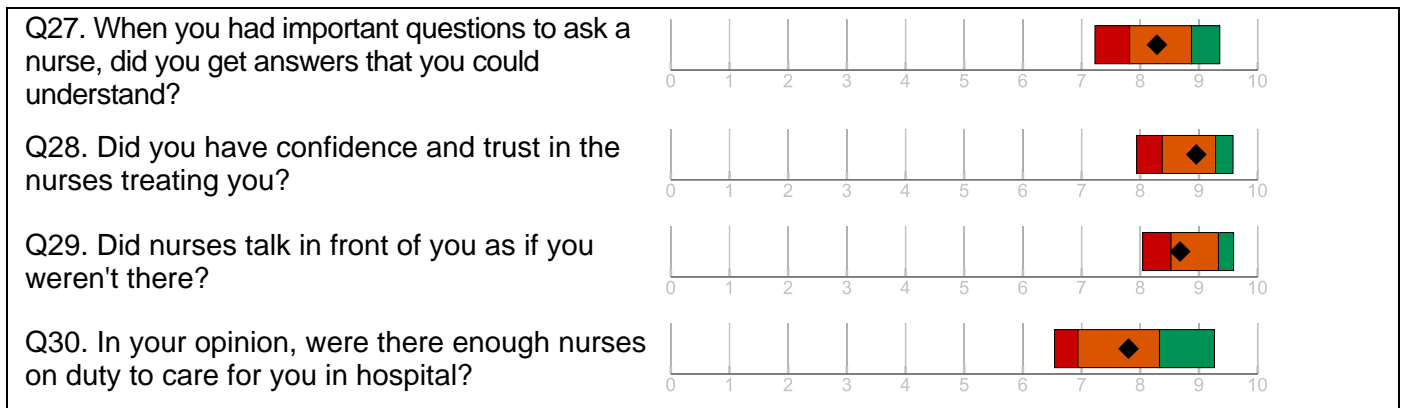 Q27. When you had important questions to ask a
nurse, did you get answers that you could
understand?
0 1 2 3 4 5 6 7 8 9 10
Q28. Did you have confidence and trust in the
nurses treating you?
0 1 2 3 4 5 6 7 8 9 10
Q29. Did nurses talk in front of you as if you
weren't there?
0 1 2 3 4 5 6 7 8 9 10
Q30. In your opinion, were there enough nurses
on duty to care for you in hospital?
0 1 2 3 4 5 6 7 8 9 10